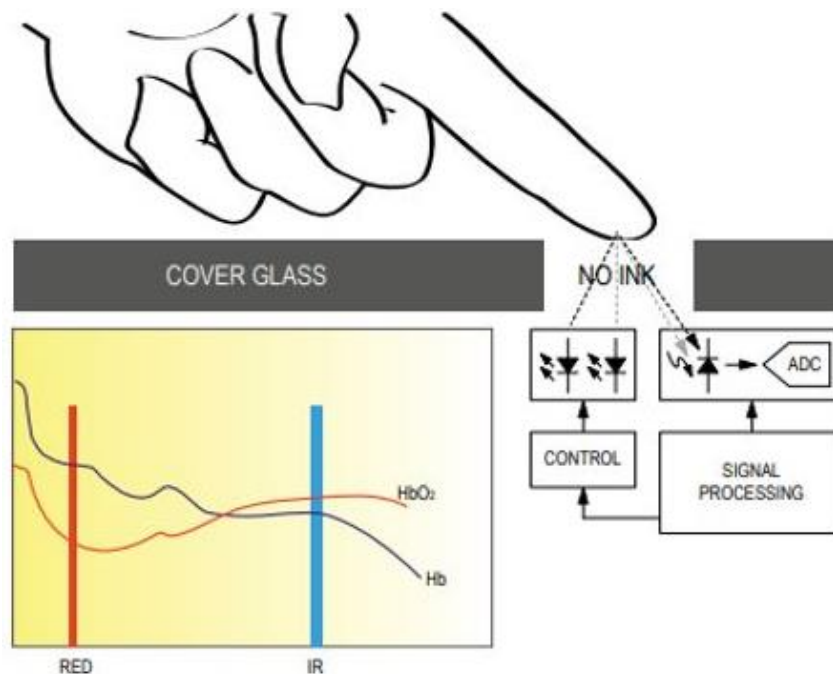 COVER GLASS
NO INK
ADC
CONTROL
SIGNAL
PROCESSING
HbO₂
Hb
RED
IR